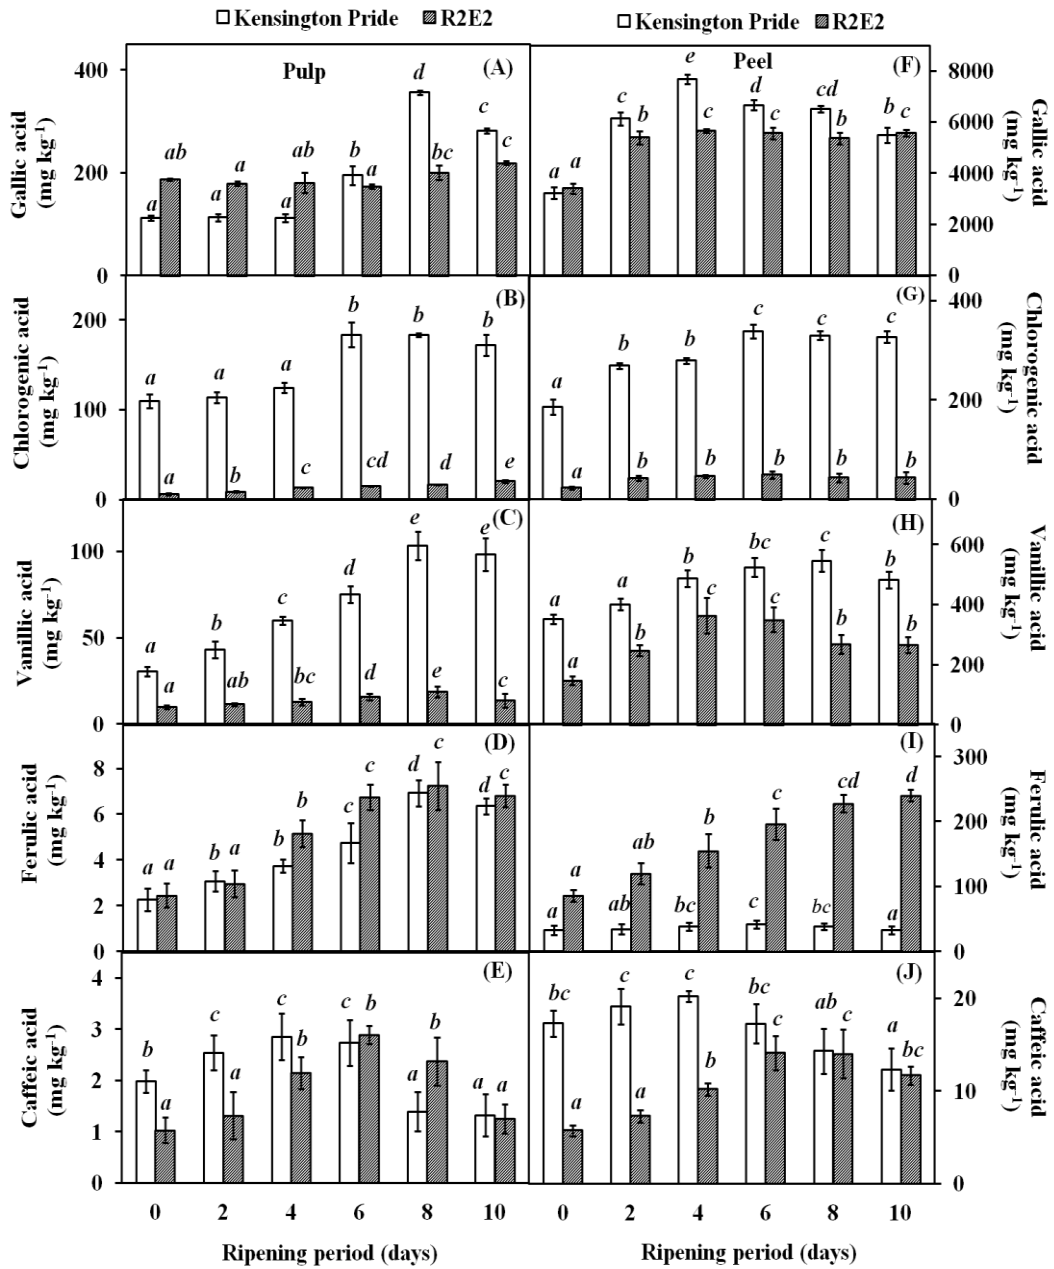 Kensington Pride R2E2
Kensington Pride R2E2
Pulp
(A)
Gallic acid
(mg kg-1)
400
200
0
a ab a a a ab b a d bc c c
Peel
(F)
Gallic acid
(mg kg-1)
8000
6000
4000
2000
0
a a c b e c d c cd b b c
(B)
Chlorogenic acid
(mg kg-1)
200
100
0
a a a b a c b cd b d b e
(G)
Chlorogenic acid
(mg kg-1)
400
200
0
a a b b b b c b c b c b
(C)
Vanillic acid
(mg kg-1)
100
50
0
a a b ab c bc d d e e e c
(H)
Vanillic acid
(mg kg-1)
600
400
200
0
a a a b b c bc c c b b b
(D)
Ferulic acid
(mg kg-1)
8
6
4
2
0
a a b a b b c c d c d c
(I)
Ferulic acid
(mg kg-1)
300
200
100
0
a a ab ab bc b c c bc cd a d
(E)
Caffeic acid
(mg kg-1)
4
3
2
1
0
b a c a c b c b a b a a
(J)
Caffeic acid
(mg kg-1)
20
10
0
bc a c a c b bc c ab c a bc
0 2 4 6 8 10
Ripening period (days)
0 2 4 6 8 10
Ripening period (days)